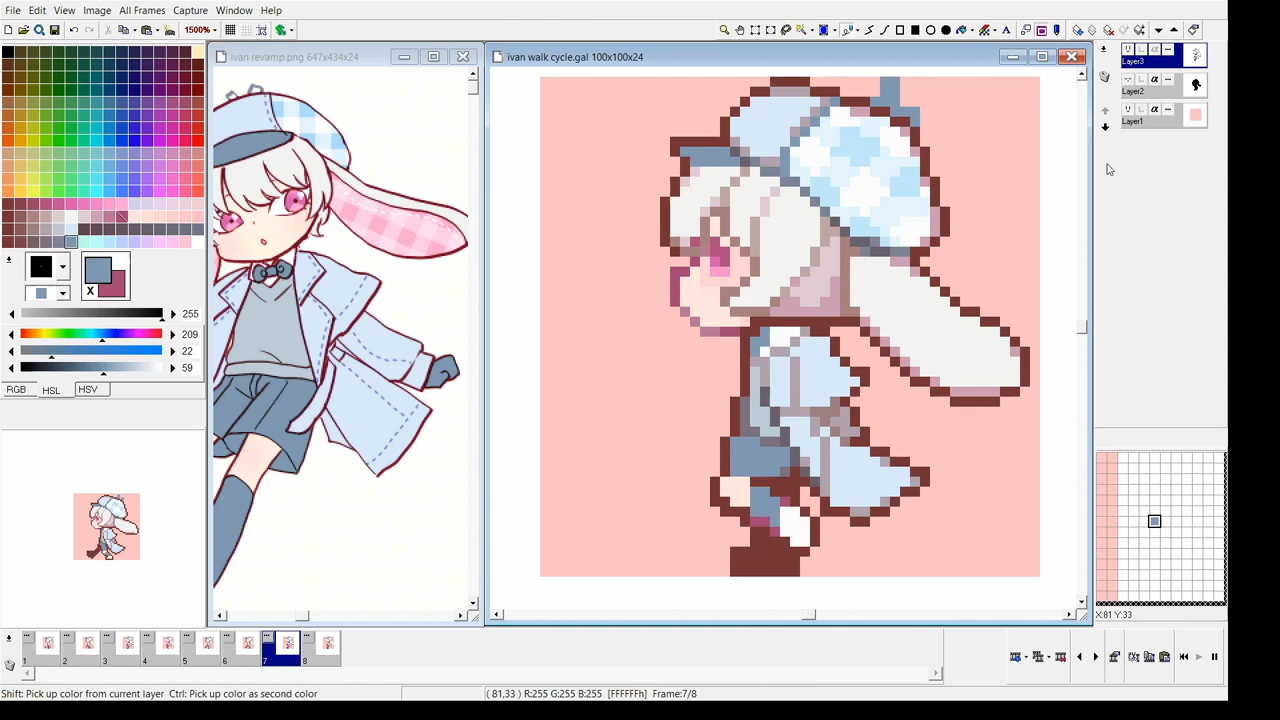 File Edit View Image All Frames Capture Window Help
1500%
A
ivan revamp.png 647x434x24
ivan walk cycle.gal 100x100x24
Layer3
Layer2
Layer1
X
255
209
22
59
RGB HSL HSV
X:81 Y:33
1 2 3 4 5 6 7 8
Shift: Pick up color from current layer Ctrl: Pick up color as second color
( 81,33 ) R:255 G:255 B:255 [FFFFFFh] Frame:7/8